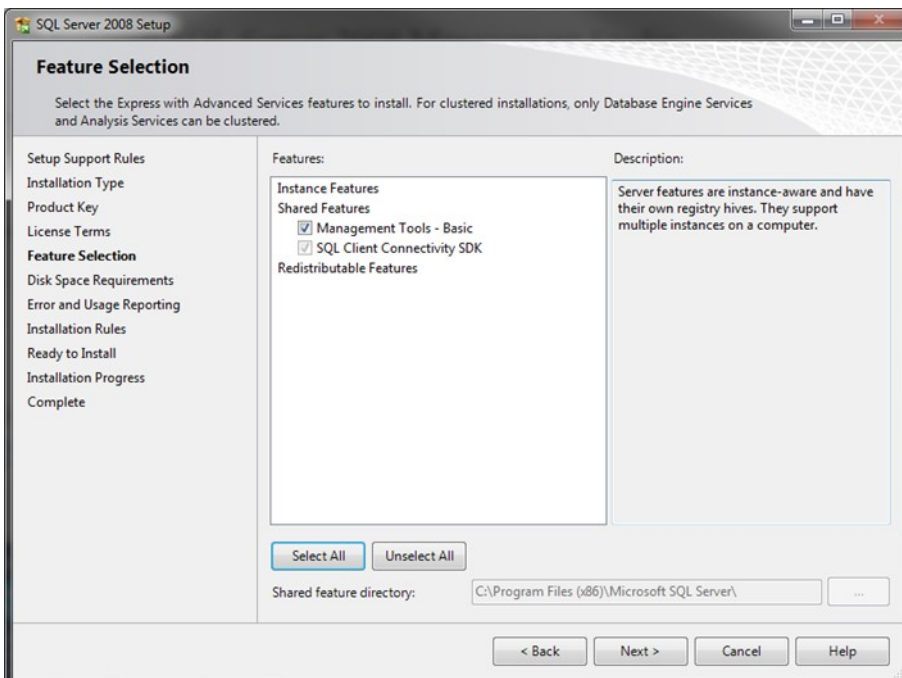 SQL Server 2008 Setup
Feature Selection
Select the Express with Advanced Services features to install. For clustered installations, only Database Engine Services
and Analysis Services can be clustered.
Setup Support Rules
Installation Type
Product Key
License Terms
Feature Selection
Disk Space Requirements
Error and Usage Reporting
Installation Rules
Ready to Install
Installation Progress
Complete
Features:
Instance Features
Shared Features
Management Tools - Basic
SQL Client Connectivity SDK
Redistributable Features
Description:
Server features are instance-aware and have
their own registry hives. They support
multiple instances on a computer.
Select All
Unselect All
Shared feature directory:
C:\Program Files (x86)\Microsoft SQL Server\
...
< Back
Next >
Cancel
Help